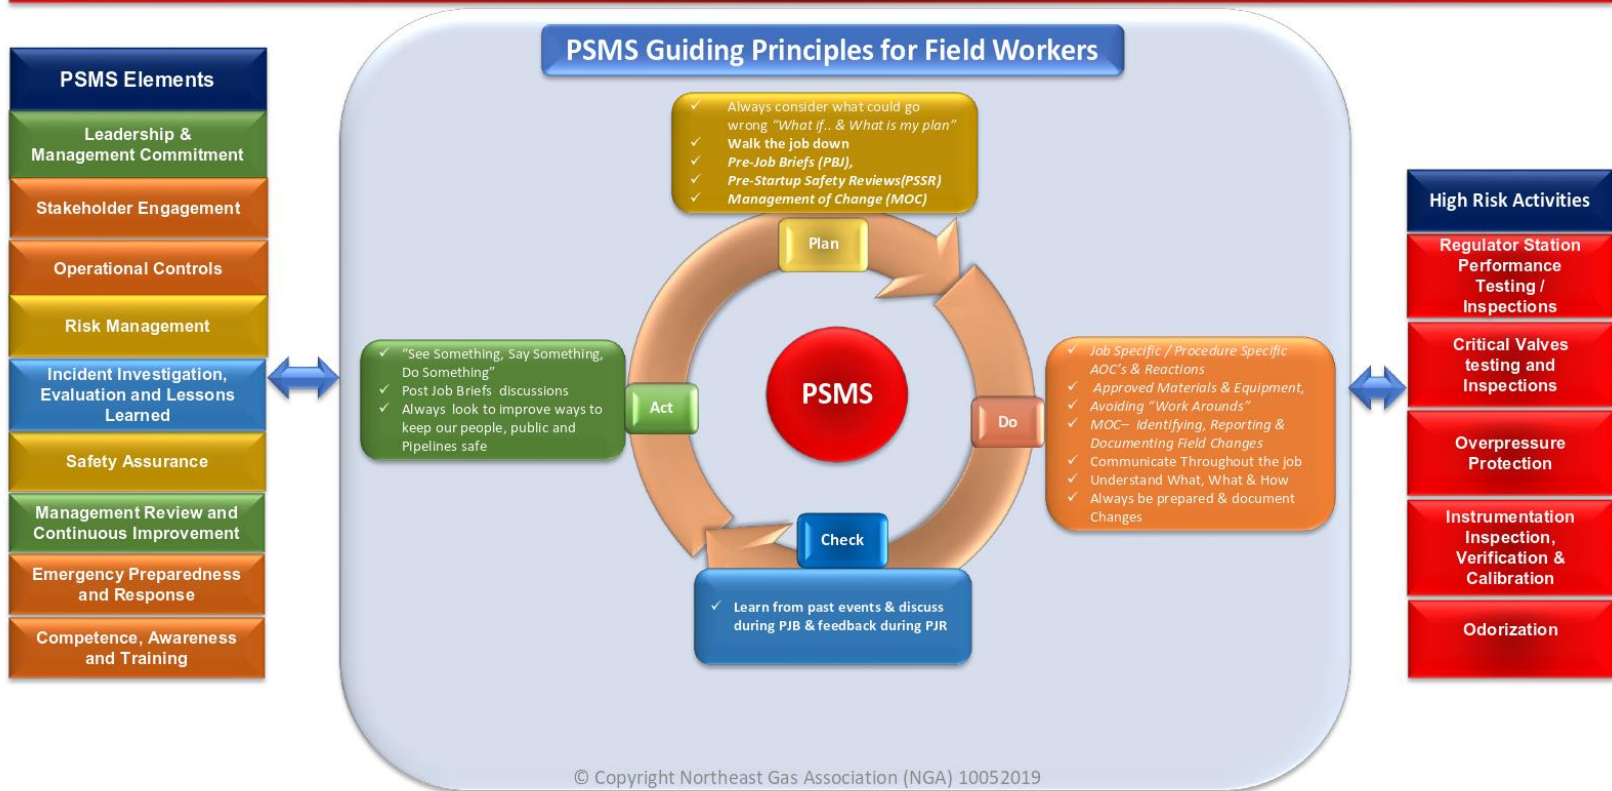 PSMS Guiding Principles for Field Workers
PSMS Elements
Leadership &
Management Commitment
Stakeholder Engagement
Operational Controls
Risk Management
Incident Investigation,
Evaluation and Lessons
Learned
Safety Assurance
Management Review and
Continuous Improvement
Emergency Preparedness
and Response
Competence, Awareness
and Training
✓ Always consider what could go
wrong "What if.. & What is my plan"
✓ Walk the job down
✓ Pre-Job Briefs (PBJ),
✓ Pre-Startup Safety Reviews(PSSR)
✓ Management of Change (MOC)
Plan
✓ Job Specific / Procedure Specific
AOC's & Reactions
✓ Approved Materials & Equipment,
✓ Avoiding "Work Arounds"
✓ MOC– Identifying, Reporting &
Documenting Field Changes
✓ Communicate Throughout the job
✓ Understand What, What & How
✓ Always be prepared & document
Changes
Do
Check
✓ Learn from past events & discuss
during PJB & feedback during PJR
✓ "See Something, Say Something,
Do Something"
✓ Post Job Briefs discussions
✓ Always look to improve ways to
keep our people, public and
Pipelines safe
Act
PSMS
High Risk Activities
Regulator Station
Performance
Testing /
Inspections
Critical Valves
testing and
Inspections
Overpressure
Protection
Instrumentation
Inspection,
Verification &
Calibration
Odorization
© Copyright Northeast Gas Association (NGA) 10052019